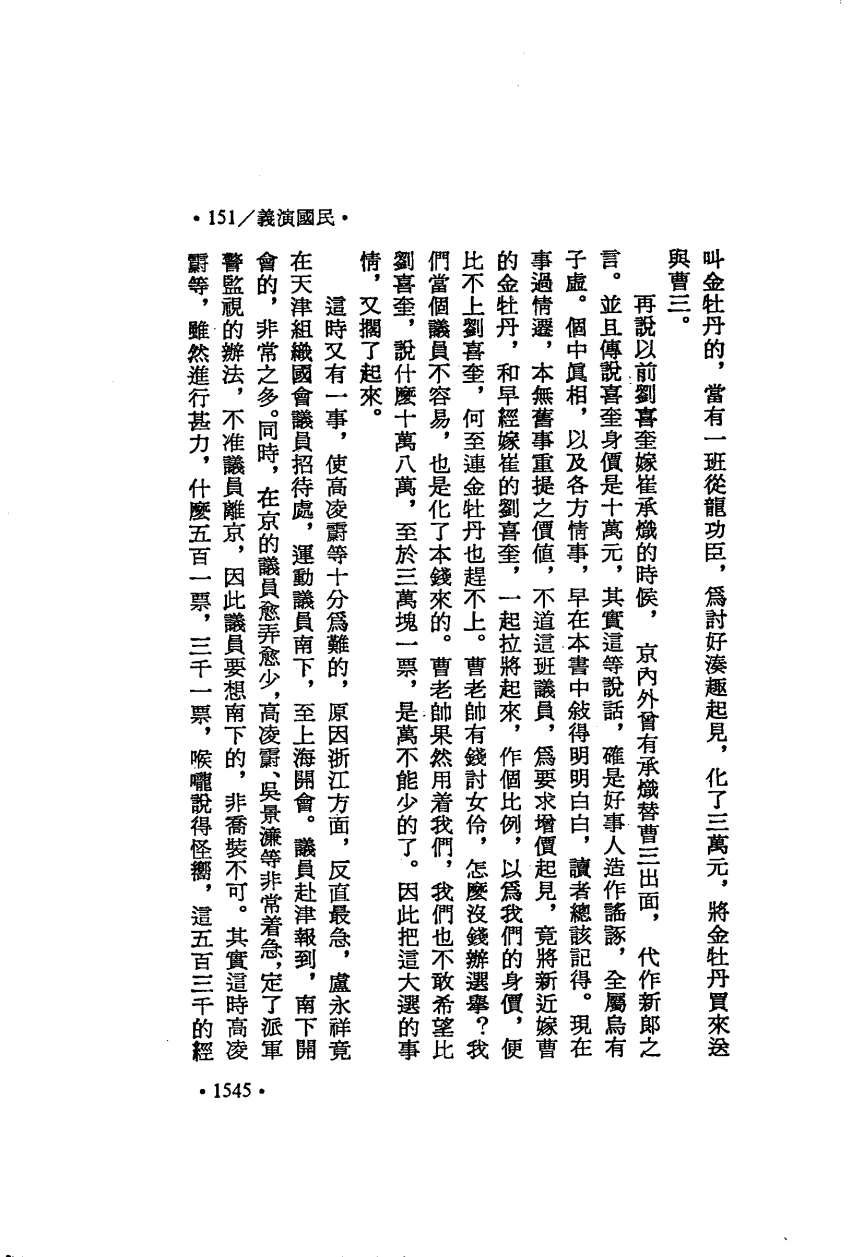 ·民國演義/151·
叫金牡丹的，當有一班從龍功臣，爲討好湊趣起見，化了三萬元，將金牡丹買來送
與曹三。
再說以前劉喜奎嫁崔承熾的時候，京內外曾有承熾替曹三出面，代作新郎之
言。並且傳說喜奎身價是十萬元，其實這等說話，確是好事人造作謠諑，全屬烏有
子虛。個中眞相，以及各方情事，早在本書中敍得明明白白，讀者總該記得。現在
事過情遷，本無舊事重提之價值，不道這班議員，爲要求增價起見，竟將新近嫁曹
的金牡丹，和早經嫁崔的劉喜奎，一起拉將起來，作個比例，以爲我們的身價，便
比不上劉喜奎，何至連金牡丹也趕不上。曹老帥有錢討女伶，怎麼沒錢辦選舉？我
們當個議員不容易，也是化了本錢來的。曹老帥果然用着我們，我們也不敢希望比
劉喜奎，說什麼十萬八萬，至於三萬塊一票，是萬不能少的了。因此把這大選的事
情，又擱了起來。
這時又有一事，使高凌霨等十分爲難的，原因浙江方面，反直最急，盧永祥竟
在天津組織國會議員招待處，運動議員南下，至上海開會。議員赴津報到，南下開
會的，非常之多。同時，在京的議員愈弄愈少，高凌霨、吳景濂等非常着急，定了派軍
警監視的辦法，不准議員離京，因此議員要想南下的，非喬裝不可。其實這時高凌
霨等，雖然進行甚力，什麼五百一票，三千一票，喉嚨說得怪嚮，這五百三千的經
·1545·